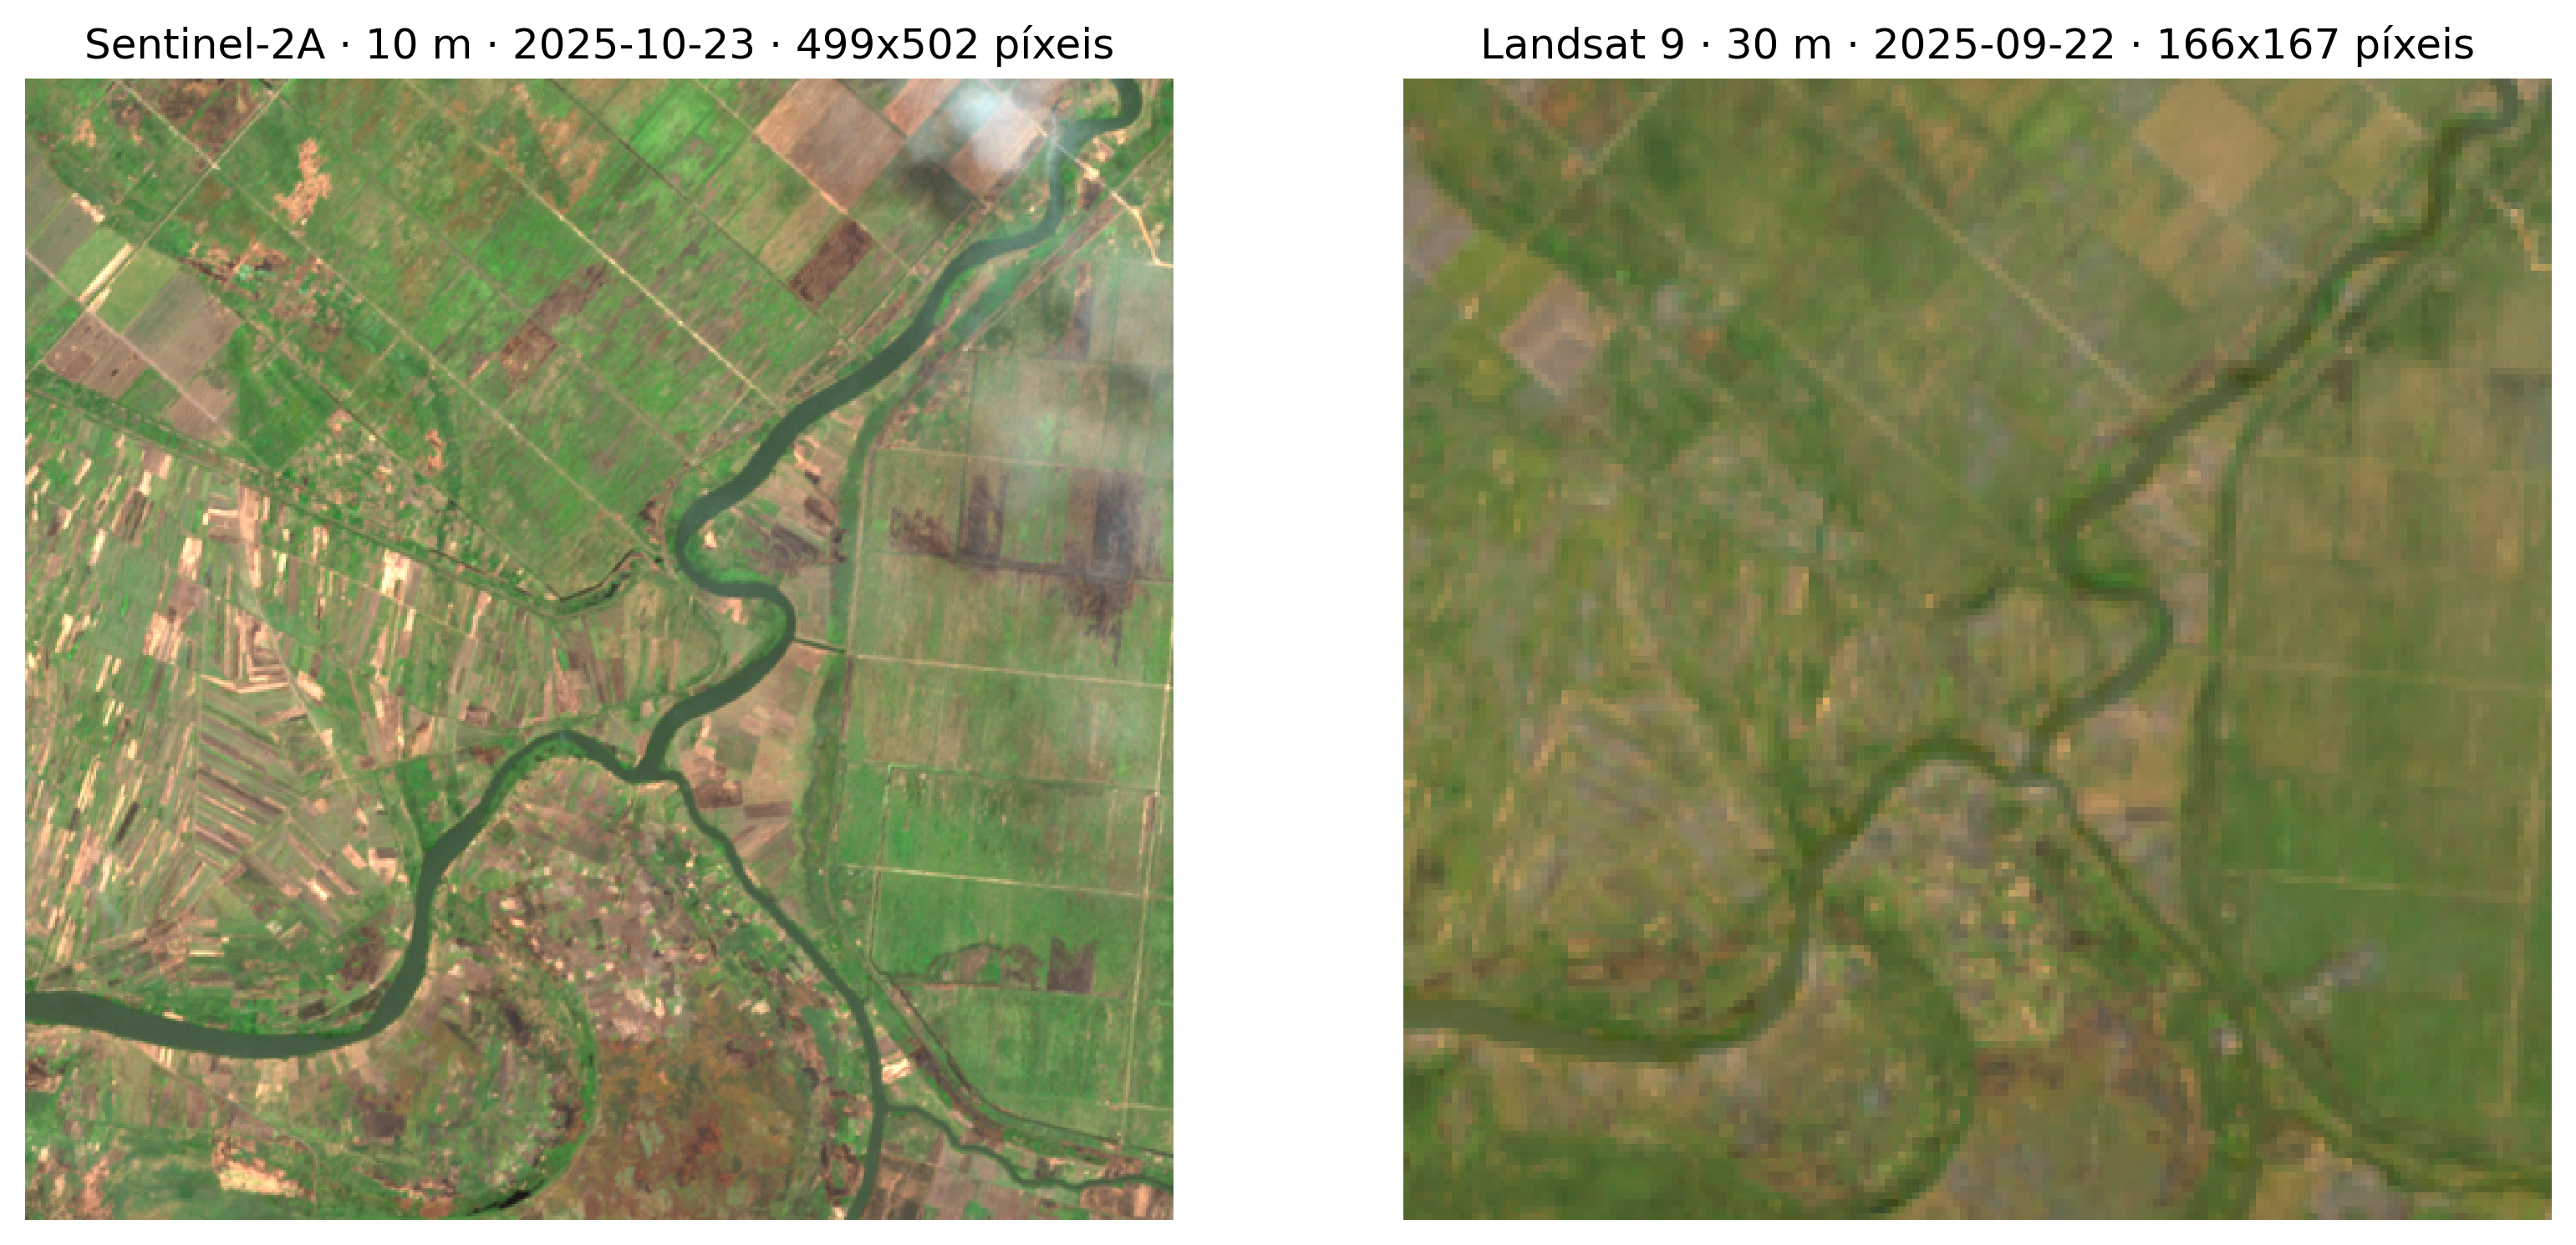 Sentinel-2A · 10 m · 2025-10-23 · 499x502 píxeis
Landsat 9 · 30 m · 2025-09-22 · 166x167 píxeis